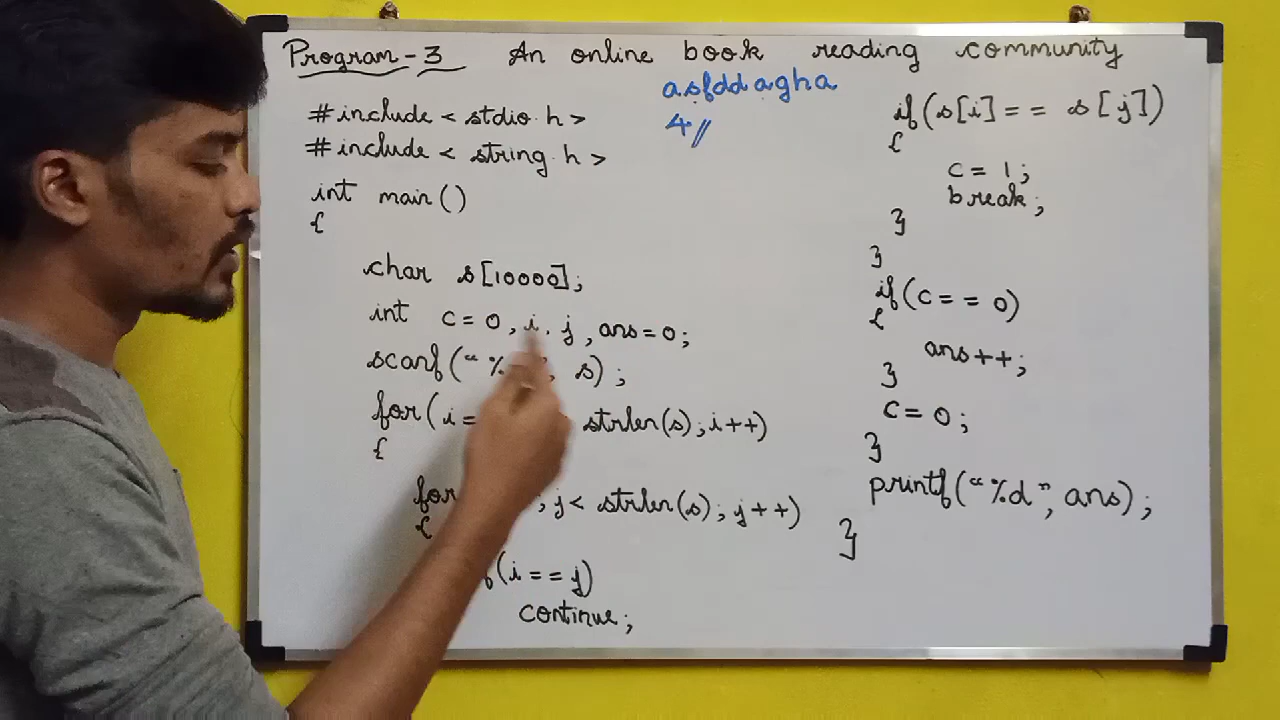 Program-3 An online book reading community
asfddagha
4//
#include < stdio.h >
#include < string.h >
int main()
{
char s[10000];
int c=0, i, j, ans=0;
scanf("% ", s);
for(i= strlen(s); i++)
{
for ; j< strlen(s); j++)
{
f(i==j)
continue;
if(s[i]== s[j])
{
c = 1;
break;
}
}
if(c==0)
{
ans++;
}
c=0;
}
printf("%d", ans);
}